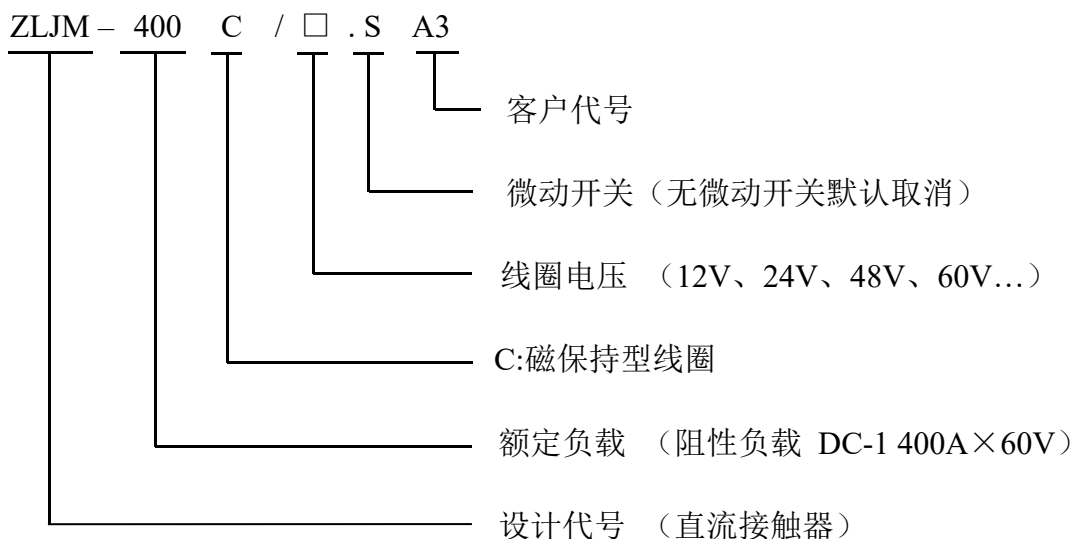 ZLJM – 400 C / □ . S A3
客户代号
微动开关（无微动开关默认取消）
线圈电压 （12V、24V、48V、60V…）
C:磁保持型线圈
额定负载 （阻性负载 DC-1 400A×60V）
设计代号 （直流接触器）